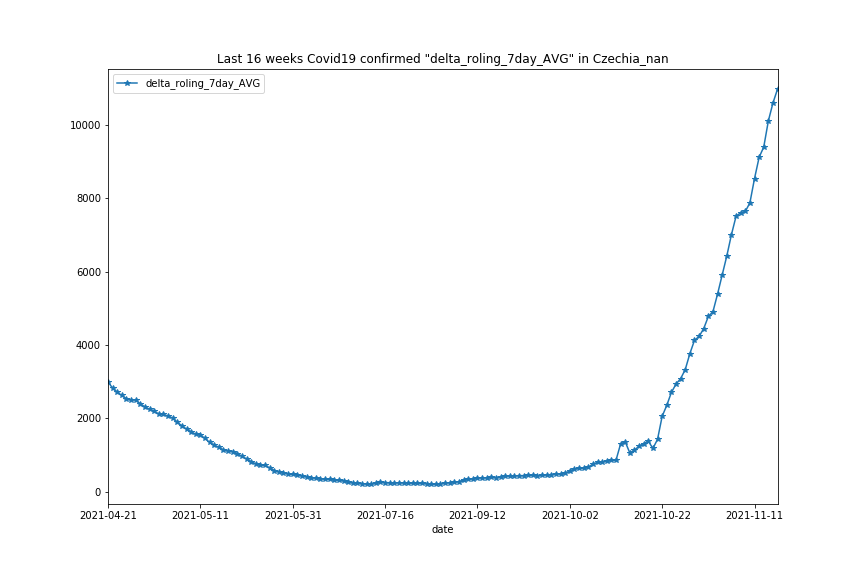 Last 16 weeks Covid19 confirmed "delta_roling_7day_AVG" in Czechia_nan
delta_roling_7day_AVG
10000
8000
6000
4000
2000
0
2021-04-21 2021-05-11 2021-05-31 2021-07-16 2021-09-12 2021-10-02 2021-10-22 2021-11-11
date